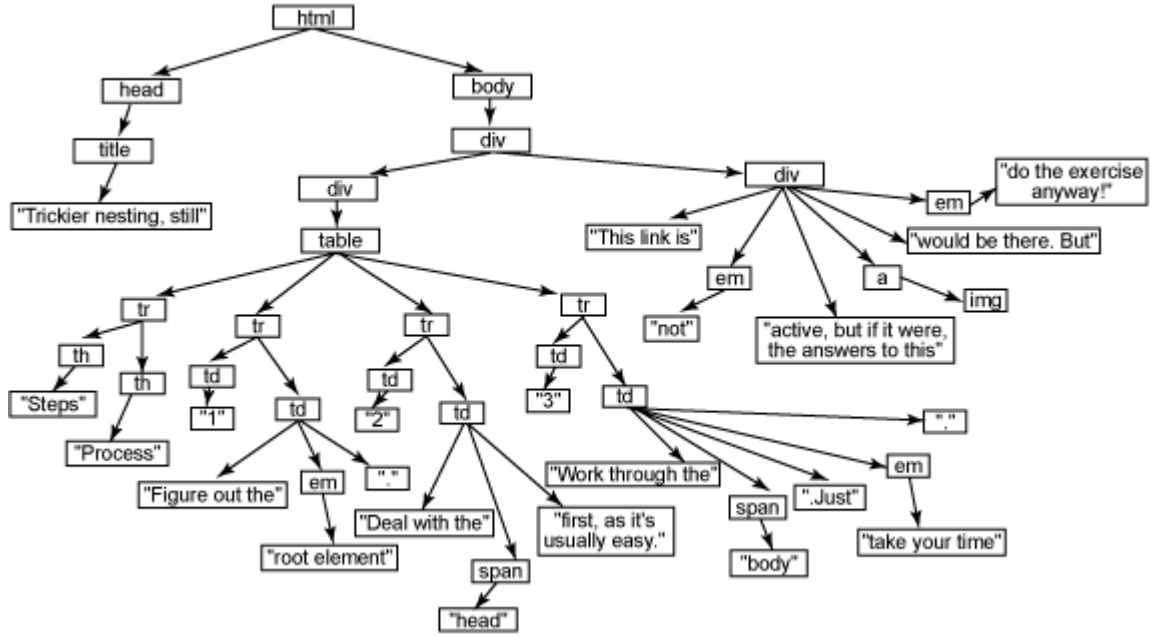 html
head
body
title
div
div
div
"do the exercise
anyway!"
em
"Trickier nesting, still"
"This link is"
"would be there. But"
table
em
a
img
tr
tr
tr
tr
"not"
"active, but if it were,
the answers to this"
th
th
td
td
td
"Steps"
"1"
"2"
"3"
td
td
td
"."
"Process"
"Figure out the"
em
"."
"Work through the"
em
"Deal with the"
"first, as it's
usually easy."
span
".Just"
"root element"
"body"
"take your time"
span
"head"